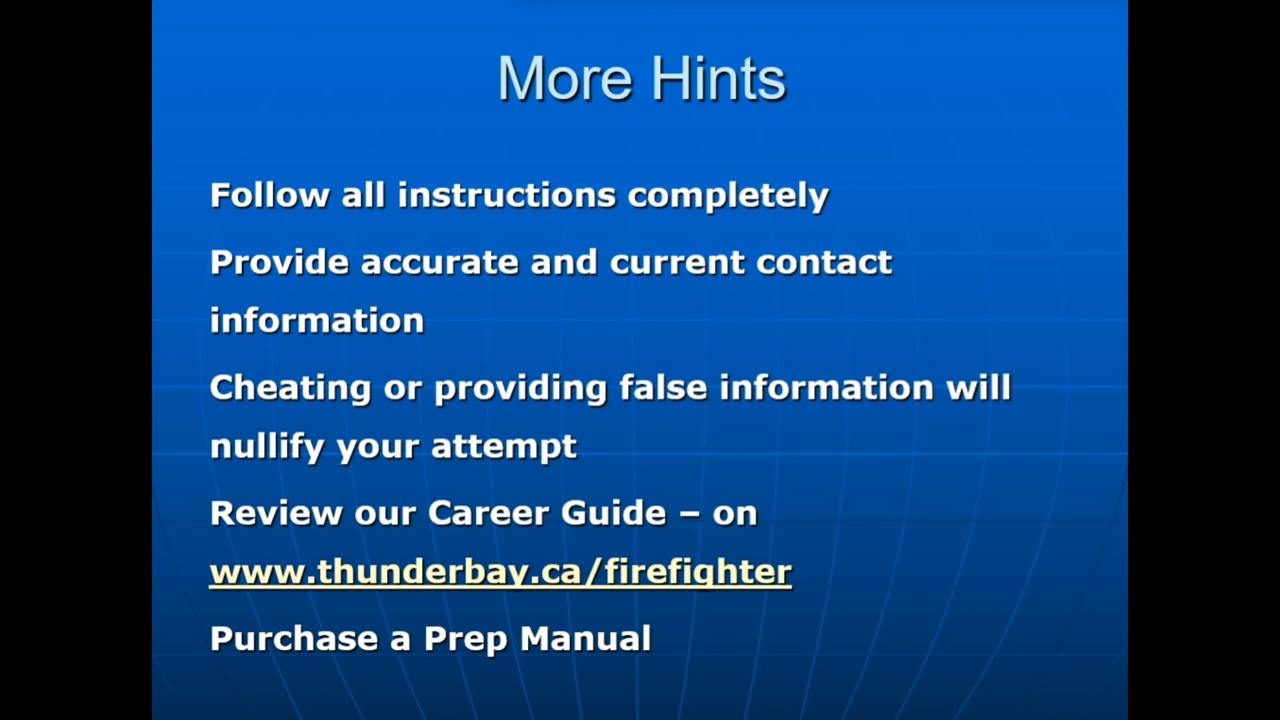 More Hints
Follow all instructions completely
Provide accurate and current contact
information
Cheating or providing false information will
nullify your attempt
Review our Career Guide – on
www.thunderbay.ca/firefighter
Purchase a Prep Manual